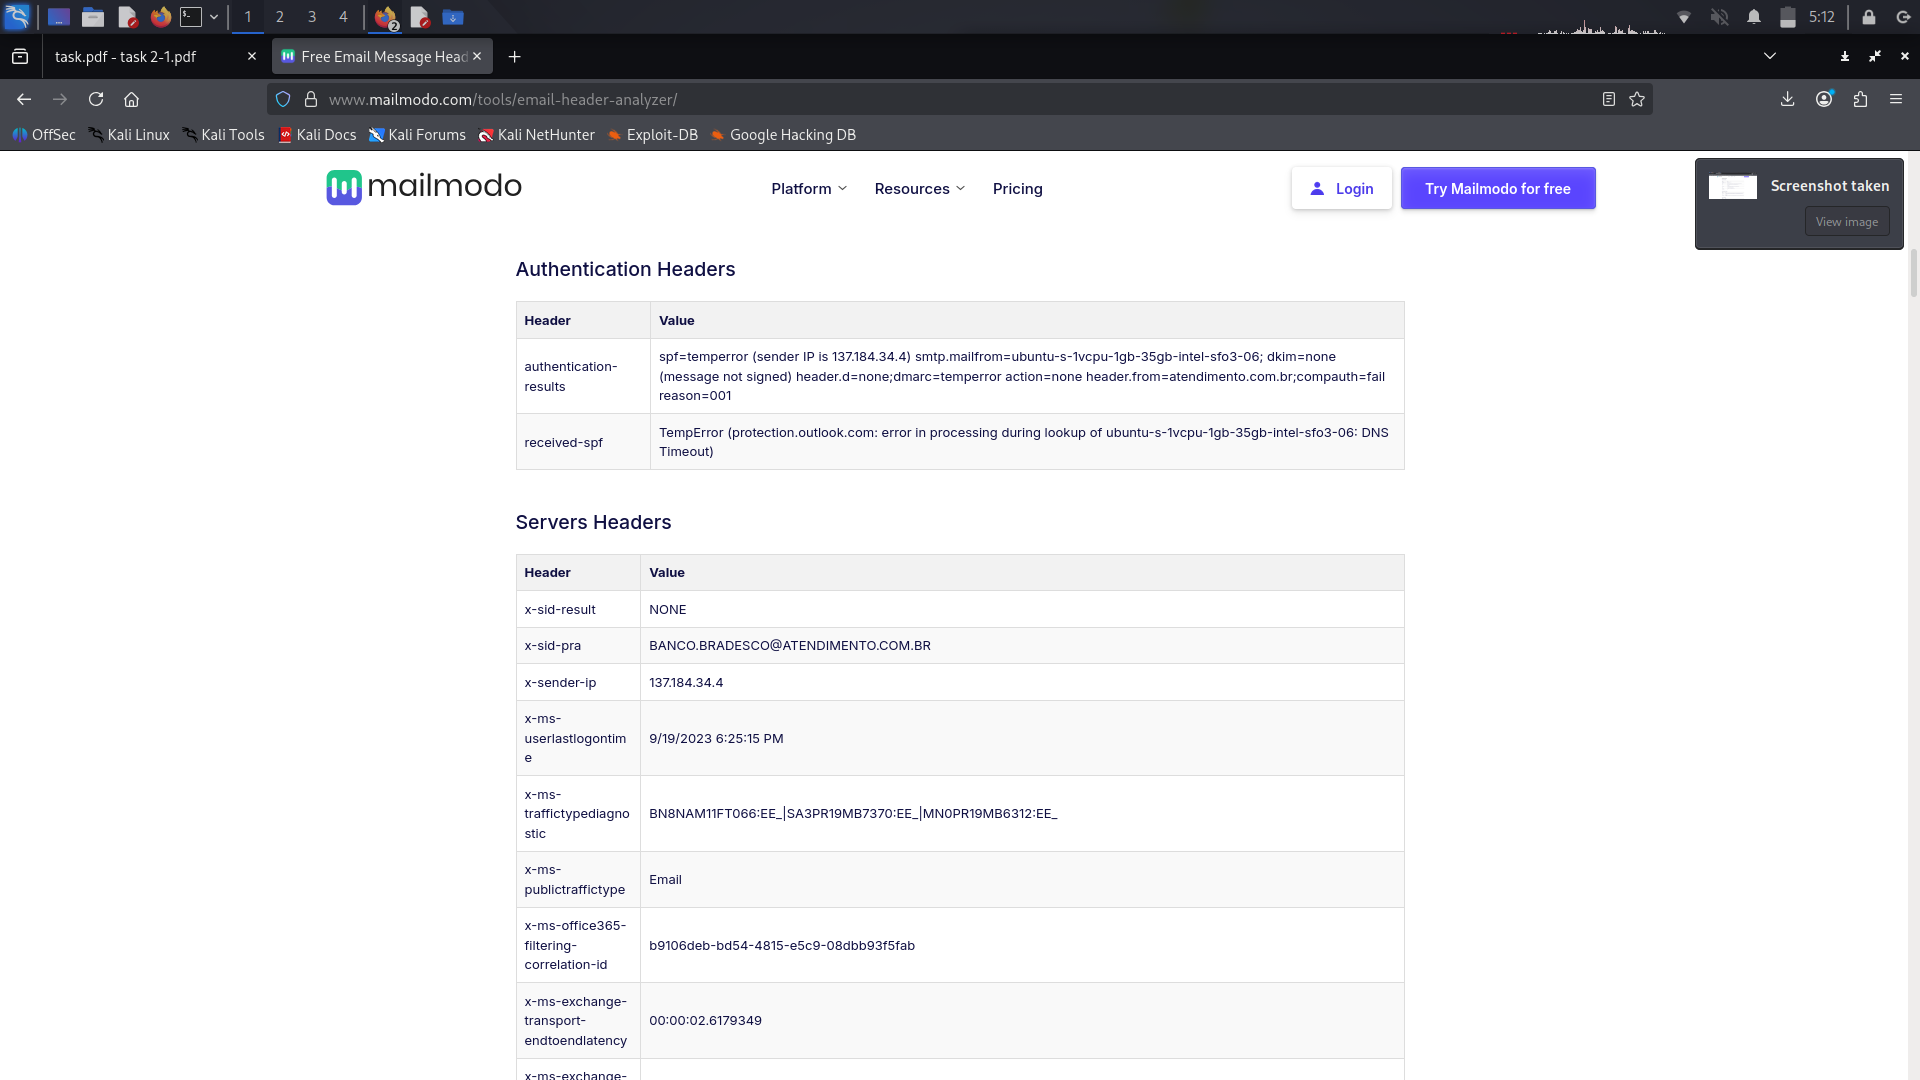 1
2
3
4
2
5:12
task.pdf - task 2-1.pdf
Free Email Message Head
www.mailmodo.com/tools/email-header-analyzer/
OffSec
Kali Linux
Kali Tools
Kali Docs
Kali Forums
Kali NetHunter
Exploit-DB
Google Hacking DB
mailmodo
Platform
Resources
Pricing
Login
Try Mailmodo for free
Screenshot taken
View image
Authentication Headers
Header Value
authentication-
results
spf=temperror (sender IP is 137.184.34.4) smtp.mailfrom=ubuntu-s-1vcpu-1gb-35gb-intel-sfo3-06; dkim=none
(message not signed) header.d=none;dmarc=temperror action=none header.from=atendimento.com.br;compauth=fail
reason=001
received-spf
TempError (protection.outlook.com: error in processing during lookup of ubuntu-s-1vcpu-1gb-35gb-intel-sfo3-06: DNS
Timeout)
Servers Headers
Header Value
x-sid-result NONE
x-sid-pra BANCO.BRADESCO@ATENDIMENTO.COM.BR
x-sender-ip 137.184.34.4
x-ms-
userlastlogontim
e
9/19/2023 6:25:15 PM
x-ms-
traffictypediagno
stic
BN8NAM11FT066:EE_|SA3PR19MB7370:EE_|MN0PR19MB6312:EE_
x-ms-
publictraffictype
Email
x-ms-office365-
filtering-
correlation-id
b9106deb-bd54-4815-e5c9-08dbb93f5fab
x-ms-exchange-
transport-
endtoendlatency
00:00:02.6179349
x-ms-exchange-